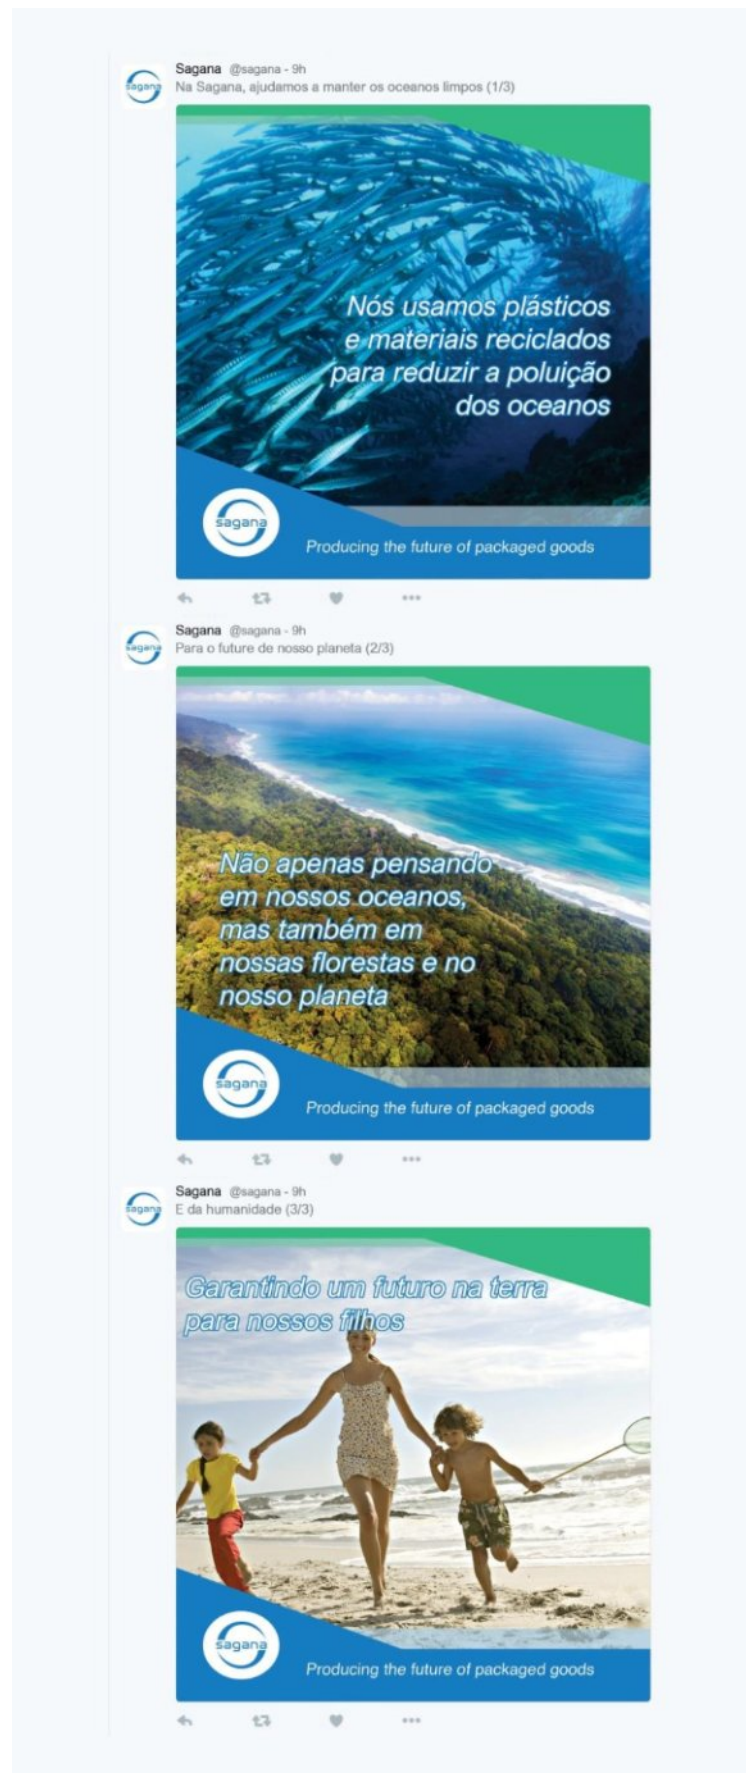 Sagana @sagana - 9h
Na Sagana, ajudamos a manter os oceanos limpos (1/3)
sagana
Nós usamos plásticos
e materiais reciclados
para reduzir a poluição
dos oceanos
sagana
Producing the future of packaged goods
Sagana @sagana - 9h
Para o future de nosso planeta (2/3)
sagana
Não apenas pensando
em nossos oceanos,
mas também em
nossas florestas e no
nosso planeta
sagana
Producing the future of packaged goods
Sagana @sagana - 9h
E da humanidade (3/3)
sagana
Garantindo um futuro na terra
para nossos filhos
sagana
Producing the future of packaged goods